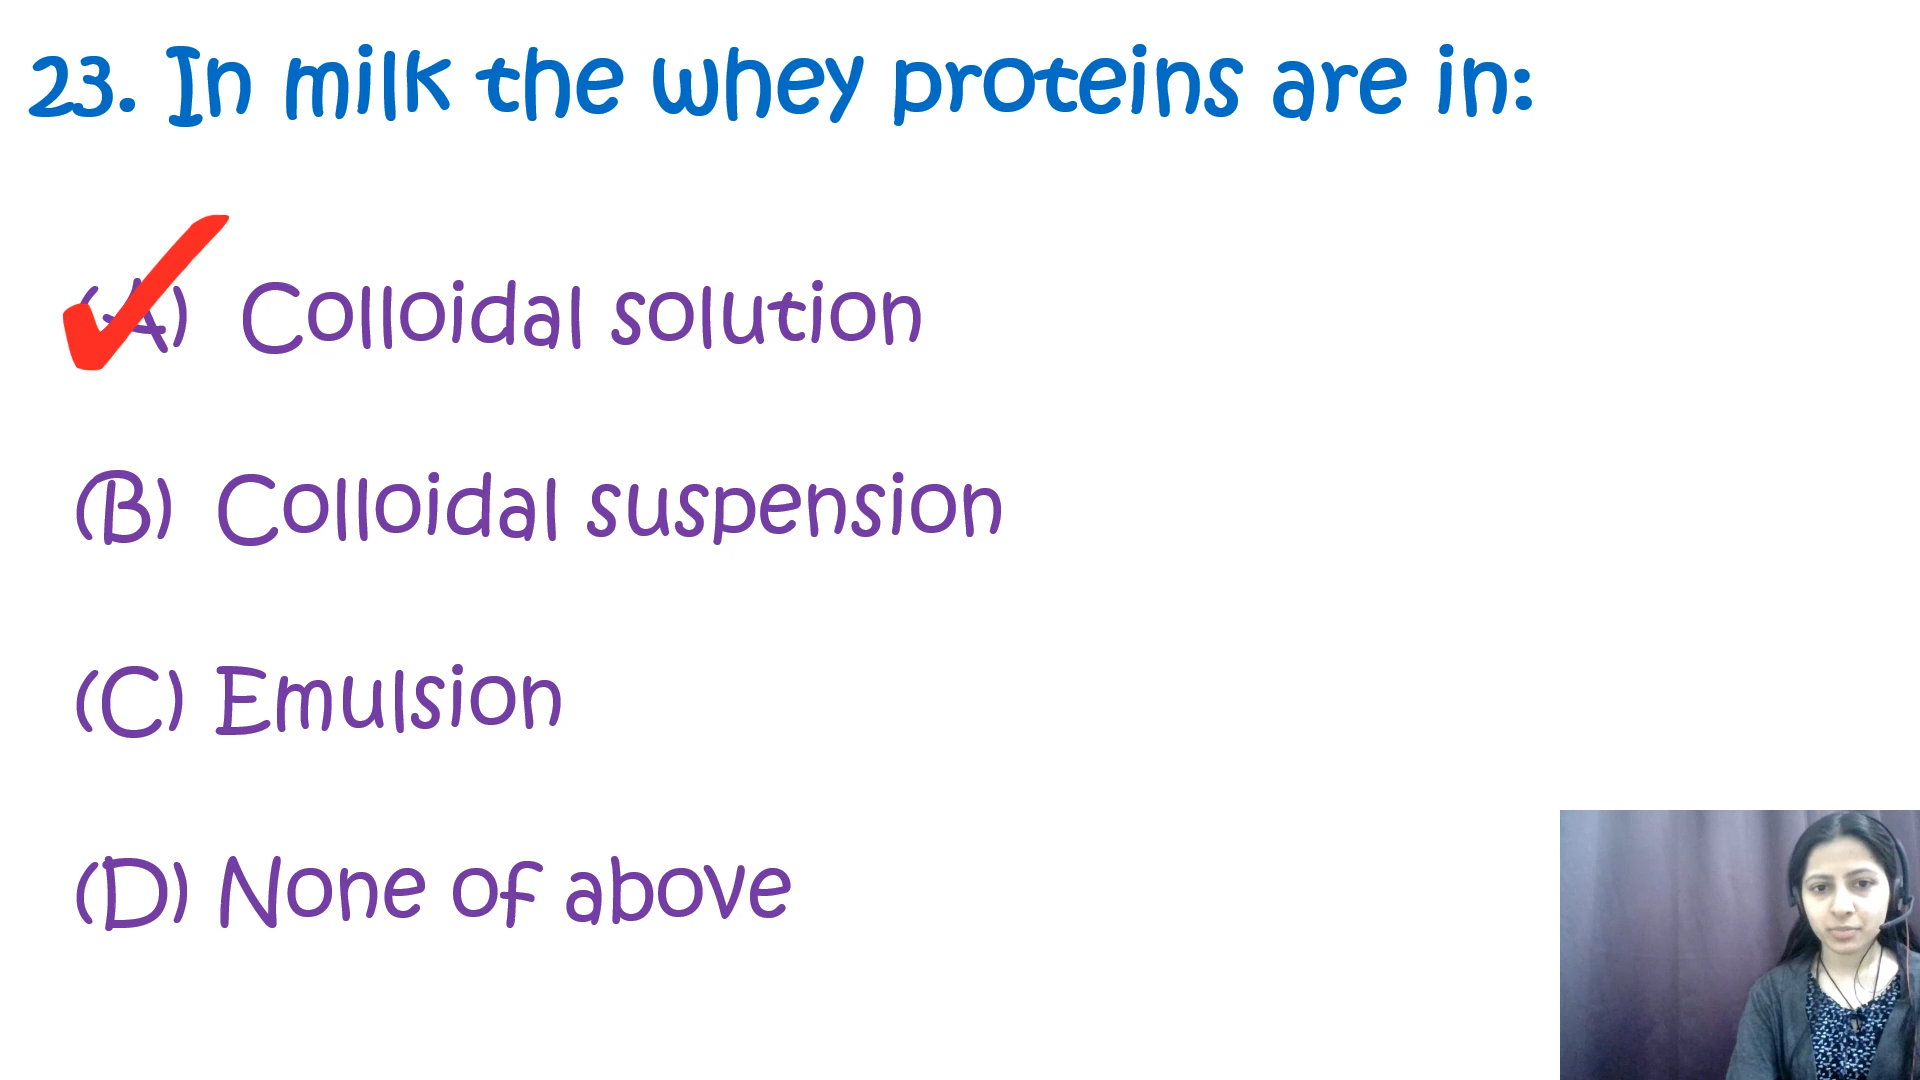 23. In milk the whey proteins are in:
(A) Colloidal solution
(B) Colloidal suspension
(C) Emulsion
(D) None of above